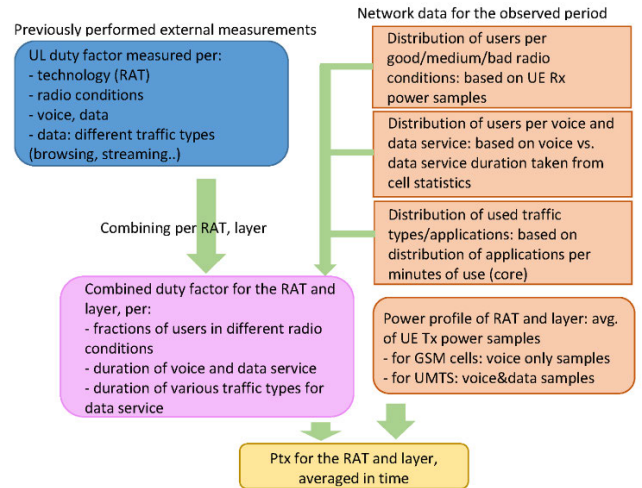 Previously performed external measurements
UL duty factor measured per:
- technology (RAT)
- radio conditions
- voice, data
- data: different traffic types
(browsing, streaming..)
Combining per RAT, layer
Combined duty factor for the RAT and
layer, per:
- fractions of users in different radio
conditions
- duration of voice and data service
- duration of various traffic types for
data service
Network data for the observed period
Distribution of users per
good/medium/bad radio
conditions: based on UE Rx
power samples
Distribution of users per voice and
data service: based on voice vs.
data service duration taken from
cell statistics
Distribution of used traffic
types/applications: based on
distribution of applications per
minutes of use (core)
Power profile of RAT and layer: avg.
of UE Tx power samples
- for GSM cells: voice only samples
- for UMTS: voice&data samples
Ptx for the RAT and layer,
averaged in time